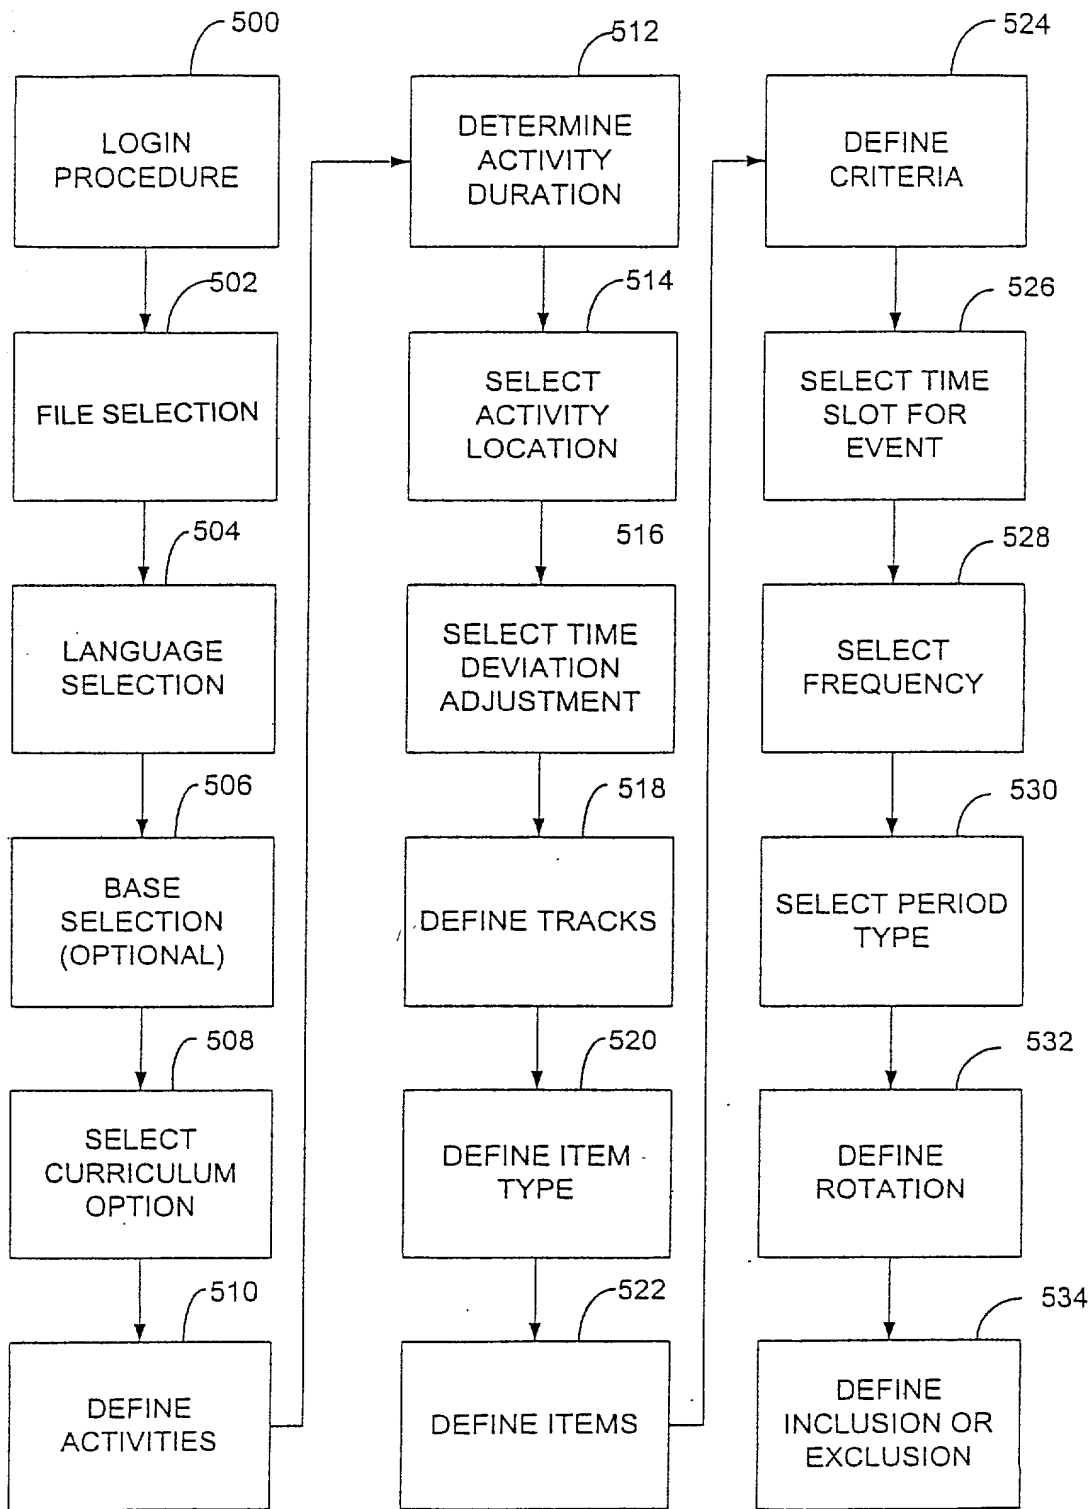 500
LOGIN
PROCEDURE
502
FILE SELECTION
504
LANGUAGE
SELECTION
506
BASE
SELECTION
(OPTIONAL)
508
SELECT
CURRICULUM
OPTION
510
DEFINE
ACTIVITIES
512
DETERMINE
ACTIVITY
DURATION
514
SELECT
ACTIVITY
LOCATION
516
SELECT TIME
DEVIATION
ADJUSTMENT
518
DEFINE TRACKS
520
DEFINE ITEM
TYPE
522
DEFINE ITEMS
524
DEFINE
CRITERIA
526
SELECT TIME
SLOT FOR
EVENT
528
SELECT
FREQUENCY
530
SELECT PERIOD
TYPE
532
DEFINE
ROTATION
534
DEFINE
INCLUSION OR
EXCLUSION